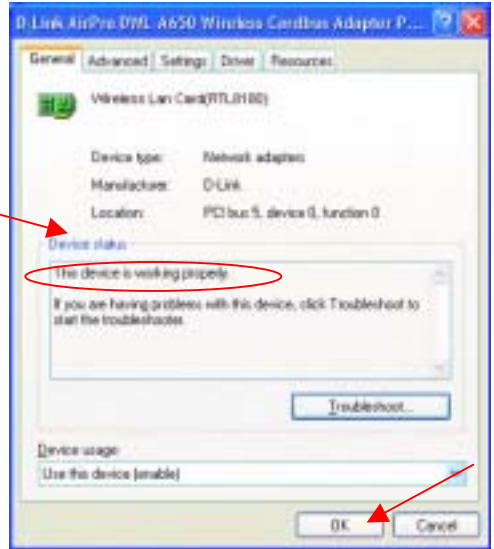 D-Link AirPro DWL-A650 Wireless Cardbus Adapter P... 
General Advanced Settings Driver Resources
Wireless Lan Card(RTL8180)
Device type: Network adapters
Manufacturer: D-Link
Location: PCI bus 5, device 0, function 0
Device status
This device is working properly.
If you are having problems with this device, click Troubleshoot to
start the troubleshooter.
Troubleshoot...
Device usage:
Use this device (enable)
OK Cancel